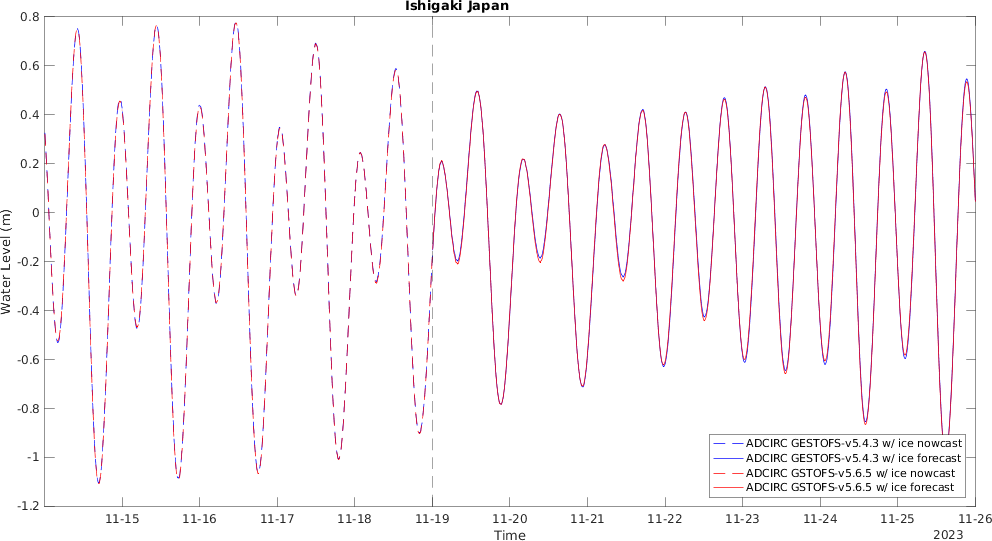 Ishigaki Japan
0.8
0.6
0.4
0.2
0
-0.2
-0.4
-0.6
-0.8
-1
-1.2
Water Level (m)
ADCIRC GESTOFS-v5.4.3 w/ ice nowcast
ADCIRC GESTOFS-v5.4.3 w/ ice forecast
ADCIRC GSTOFS-v5.6.5 w/ ice nowcast
ADCIRC GSTOFS-v5.6.5 w/ ice forecast
11-15 11-16 11-17 11-18 11-19 11-20 11-21 11-22 11-23 11-24 11-25 11-26
Time
2023